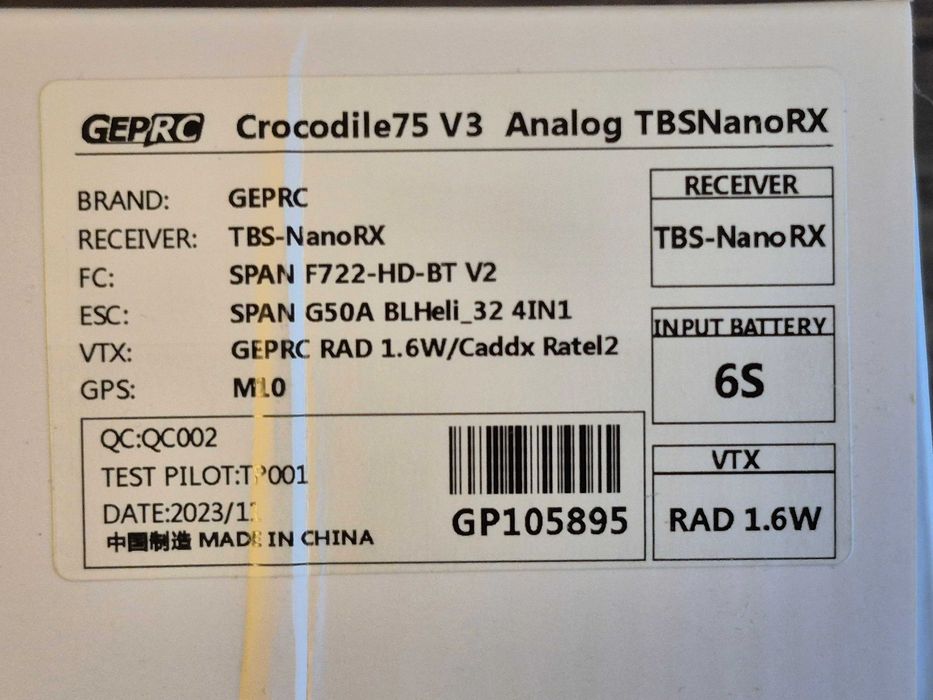 GEPRC Crocodile75 V3 Analog TBSNanoRX
BRAND: GEPRC
RECEIVER: TBS-NanoRX
FC: SPAN F722-HD-BT V2
ESC: SPAN G50A BLHeli_32 4IN1
VTX: GEPRC RAD 1.6W/Caddx Ratel2
GPS: M10
RECEIVER
TBS-NanoRX
INPUT BATTERY
6S
VTX
RAD 1.6W
QC:QC002
TEST PILOT:TP001
中国制造 MADE IN CHINA
GP105895